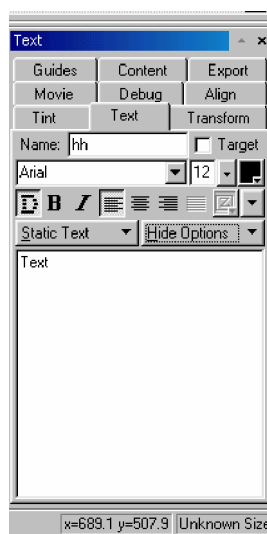 Text
Guides Content Export
Movie Debug Align
Tint Text Transform
Name: hh Target
Arial 12
D B I
Static Text Hide Options
Text
x=689.1 y=507.9 Unknown Size